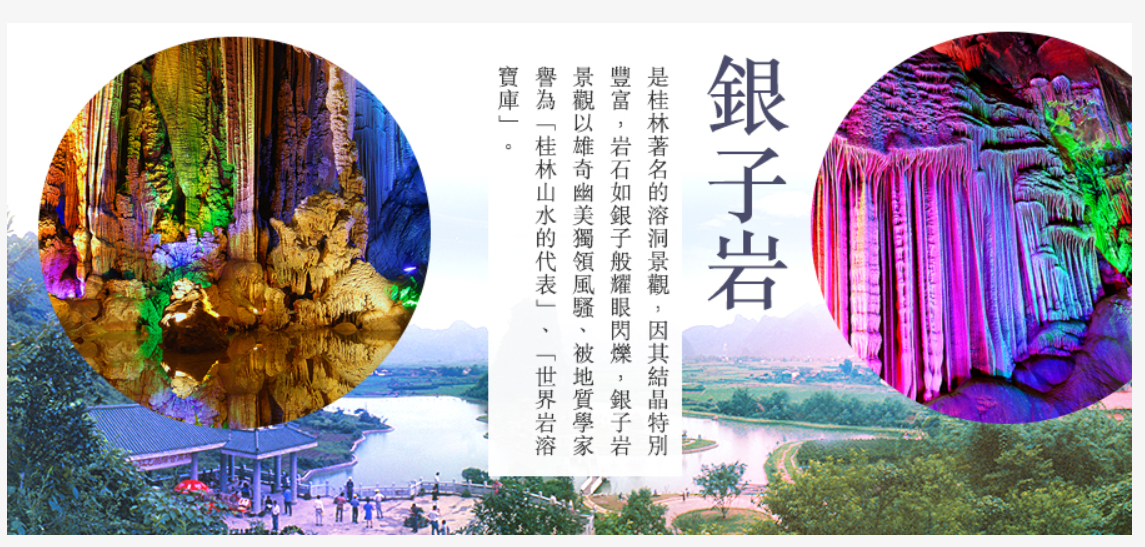 銀子岩
是桂林著名的溶洞景觀，因其結晶特別
豐富，岩石如銀子般耀眼閃爍，銀子岩
景觀以雄奇幽美獨領風騷、被地質學家
譽為「桂林山水的代表」、「世界岩溶
寶庫」。